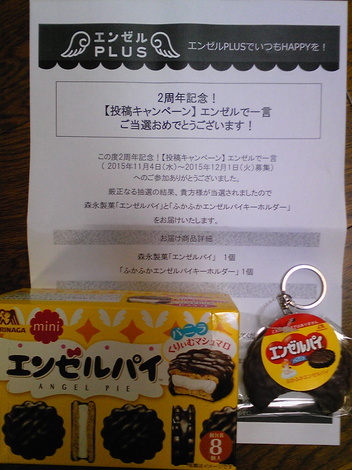 エンゼル
PLUS
エンゼルPLUSでいつもHAPPYを！
2周年記念！
【投稿キャンペーン】エンゼルで一言
ご当選おめでとうございます！
この度2周年記念！【投稿キャンペーン】エンゼルで一言
（2015年11月4日(水)～2015年12月1日(火)募集）
へのご参加ありがとうございました。
厳正なる抽選の結果、貴方様が当選されましたので
森永製菓「エンゼルパイ」と「ふかふかエンゼルパイキーホルダー」
をお届けいたします。
お届け商品詳細
森永製菓「エンゼルパイ」　1個
「ふかふかエンゼルパイキーホルダー」1個
RINAGA
mini
バニラ
くりぃむマシュマロ
エンゼルパイ
ANGEL PIE
個包装
8
個入
エンゼルパイ